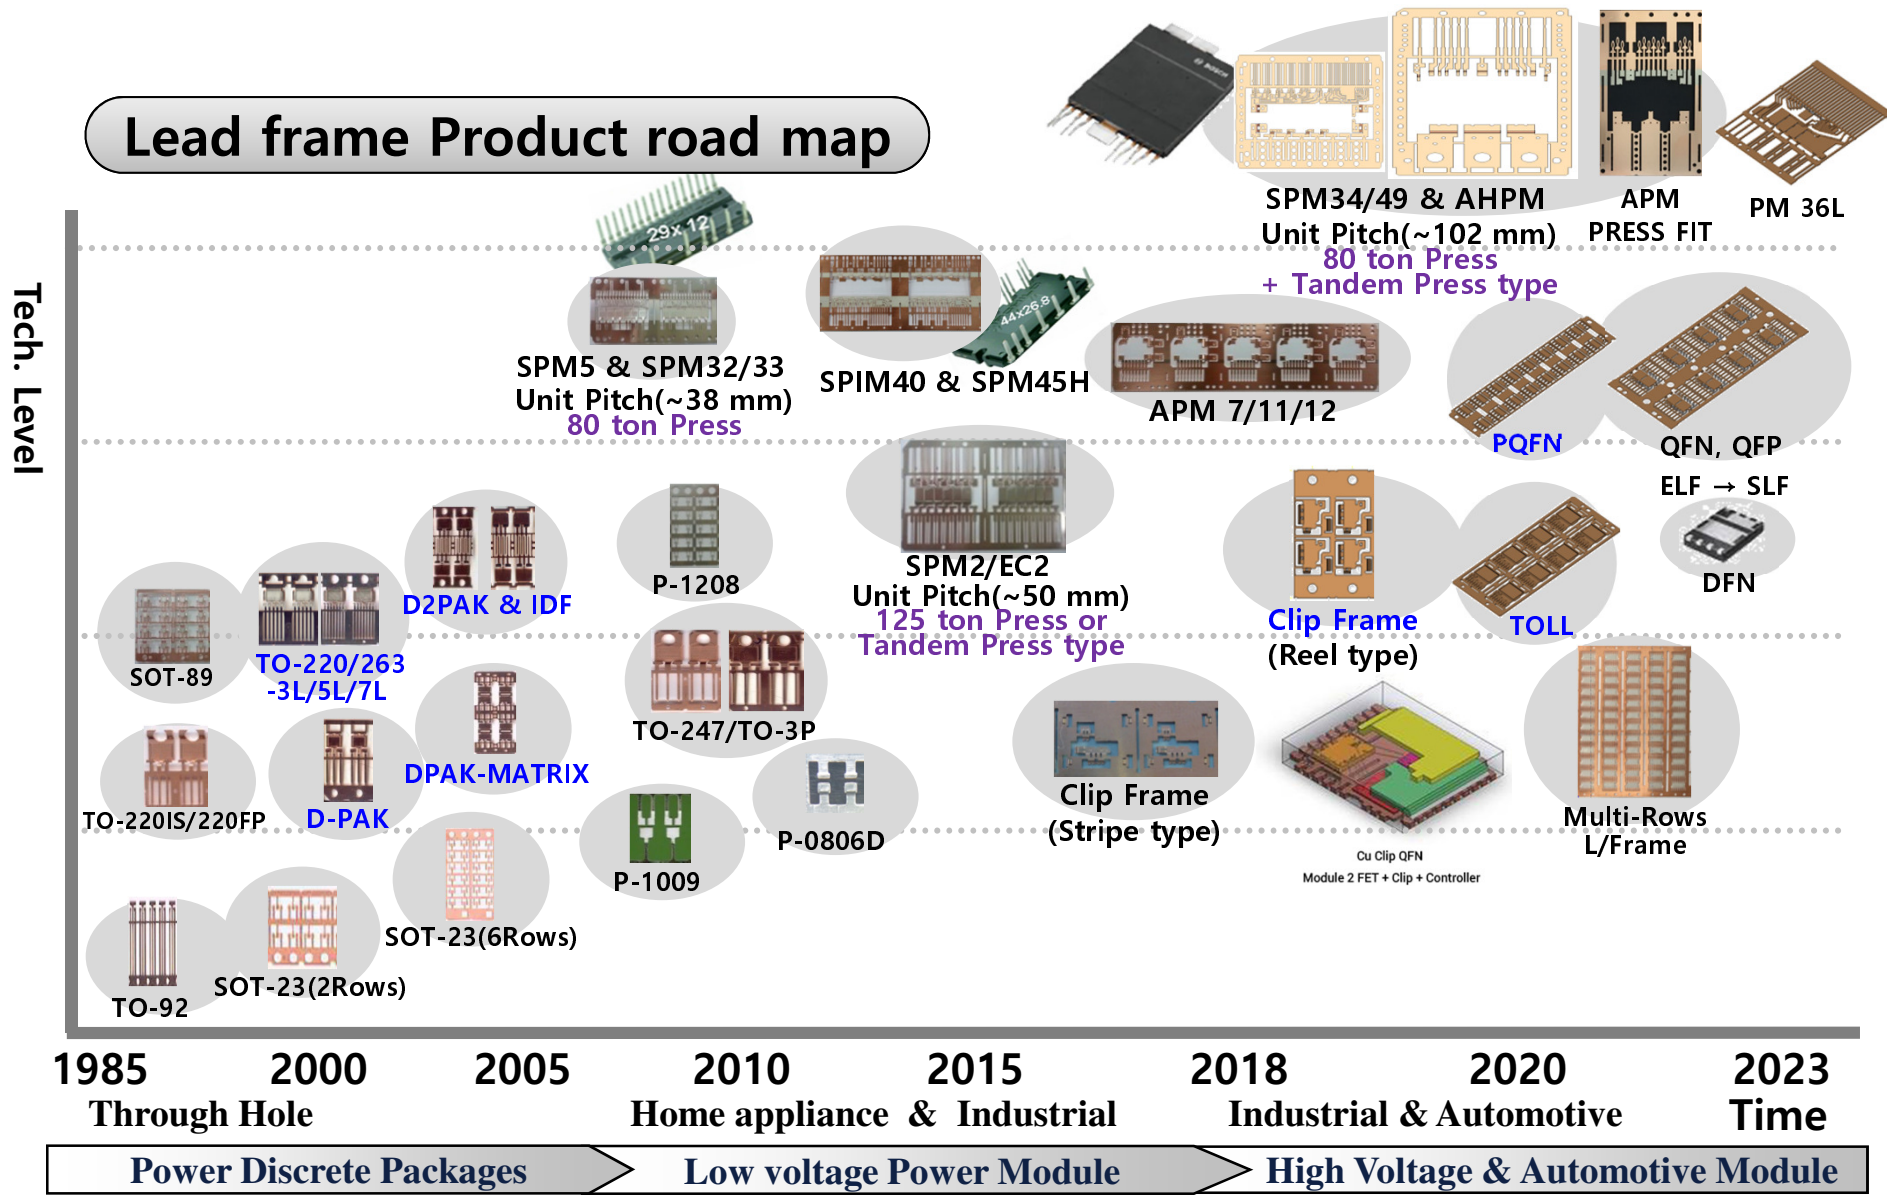 Lead frame Product road map
BOSCH
SPM34/49 & AHPM
Unit Pitch(~102 mm)
80 ton Press
+ Tandem Press type
APM
PRESS FIT
PM 36L
Tech. Level
29x 12
SPM5 & SPM32/33
Unit Pitch(~38 mm)
80 ton Press
44x26.8
SPIM40 & SPM45H
APM 7/11/12
PQFN
QFN, QFP
ELF → SLF
DFN
SOT-89
TO-220/263
-3L/5L/7L
D2PAK & IDF
P-1208
SPM2/EC2
Unit Pitch(~50 mm)
125 ton Press or
Tandem Press type
Clip Frame
(Reel type)
TOLL
TO-220IS/220FP
D-PAK
DPAK-MATRIX
TO-247/TO-3P
P-1009
P-0806D
Clip Frame
(Stripe type)
Cu Clip QFN
Module 2 FET + Clip + Controller
Multi-Rows
L/Frame
TO-92
SOT-23(2Rows)
SOT-23(6Rows)
1985 2000 2005 2010 2015 2018 2020 2023
Through Hole Home appliance & Industrial Industrial & Automotive Time
Power Discrete Packages Low voltage Power Module High Voltage & Automotive Module